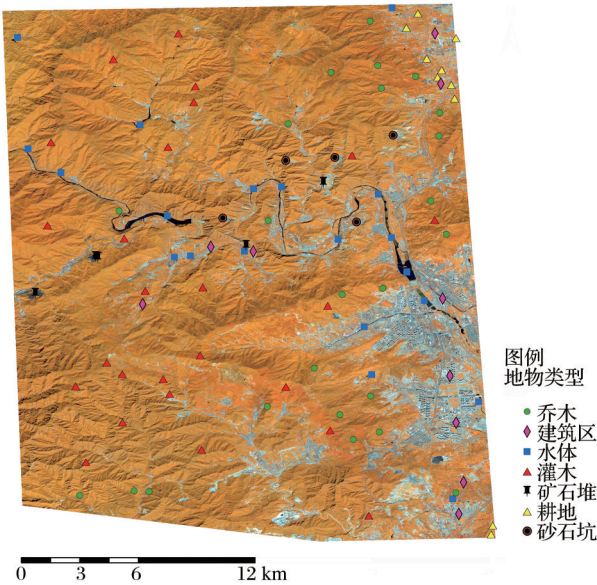 图例
地物类型
乔木
建筑区
水体
灌木
矿石堆
耕地
砂石坑
0 3 6 12 km